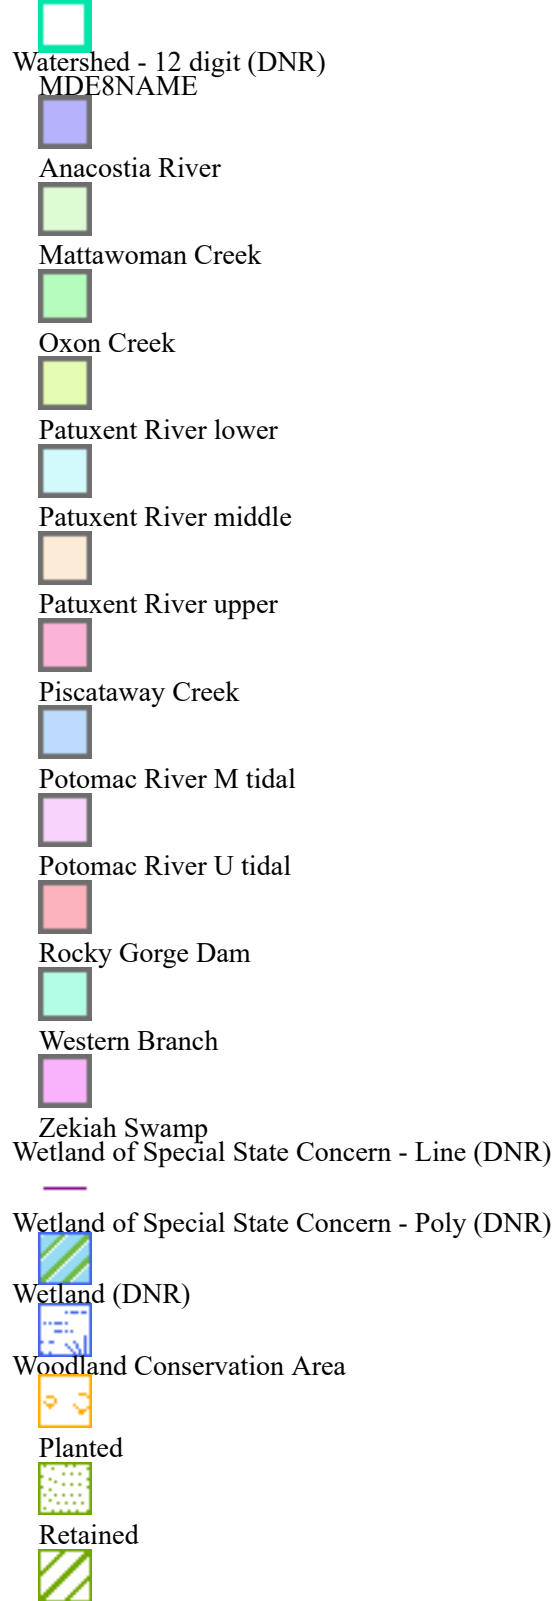 Watershed - 12 digit (DNR)
MDE8NAME
Anacostia River
Mattawoman Creek
Oxon Creek
Patuxent River lower
Patuxent River middle
Patuxent River upper
Piscataway Creek
Potomac River M tidal
Potomac River U tidal
Rocky Gorge Dam
Western Branch
Zekiah Swamp
Wetland of Special State Concern - Line (DNR)
Wetland of Special State Concern - Poly (DNR)
Wetland (DNR)
Woodland Conservation Area
Planted
Retained